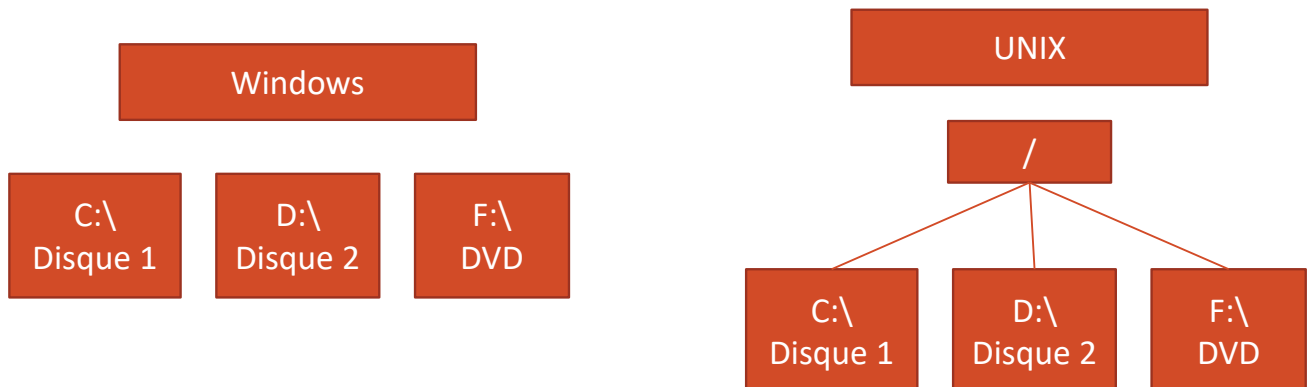 Windows
C:\
Disque 1
D:\
Disque 2
F:\
DVD
UNIX
/
C:\
Disque 1
D:\
Disque 2
F:\
DVD